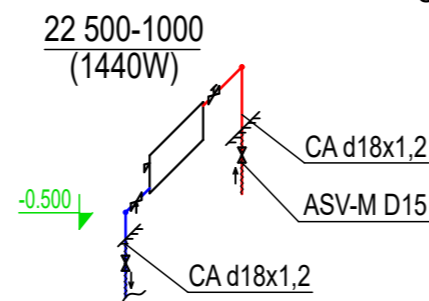 22 500-1000
(1440W)
CA d18x1,2
-0.500
ASV-M D15
CA d18x1,2